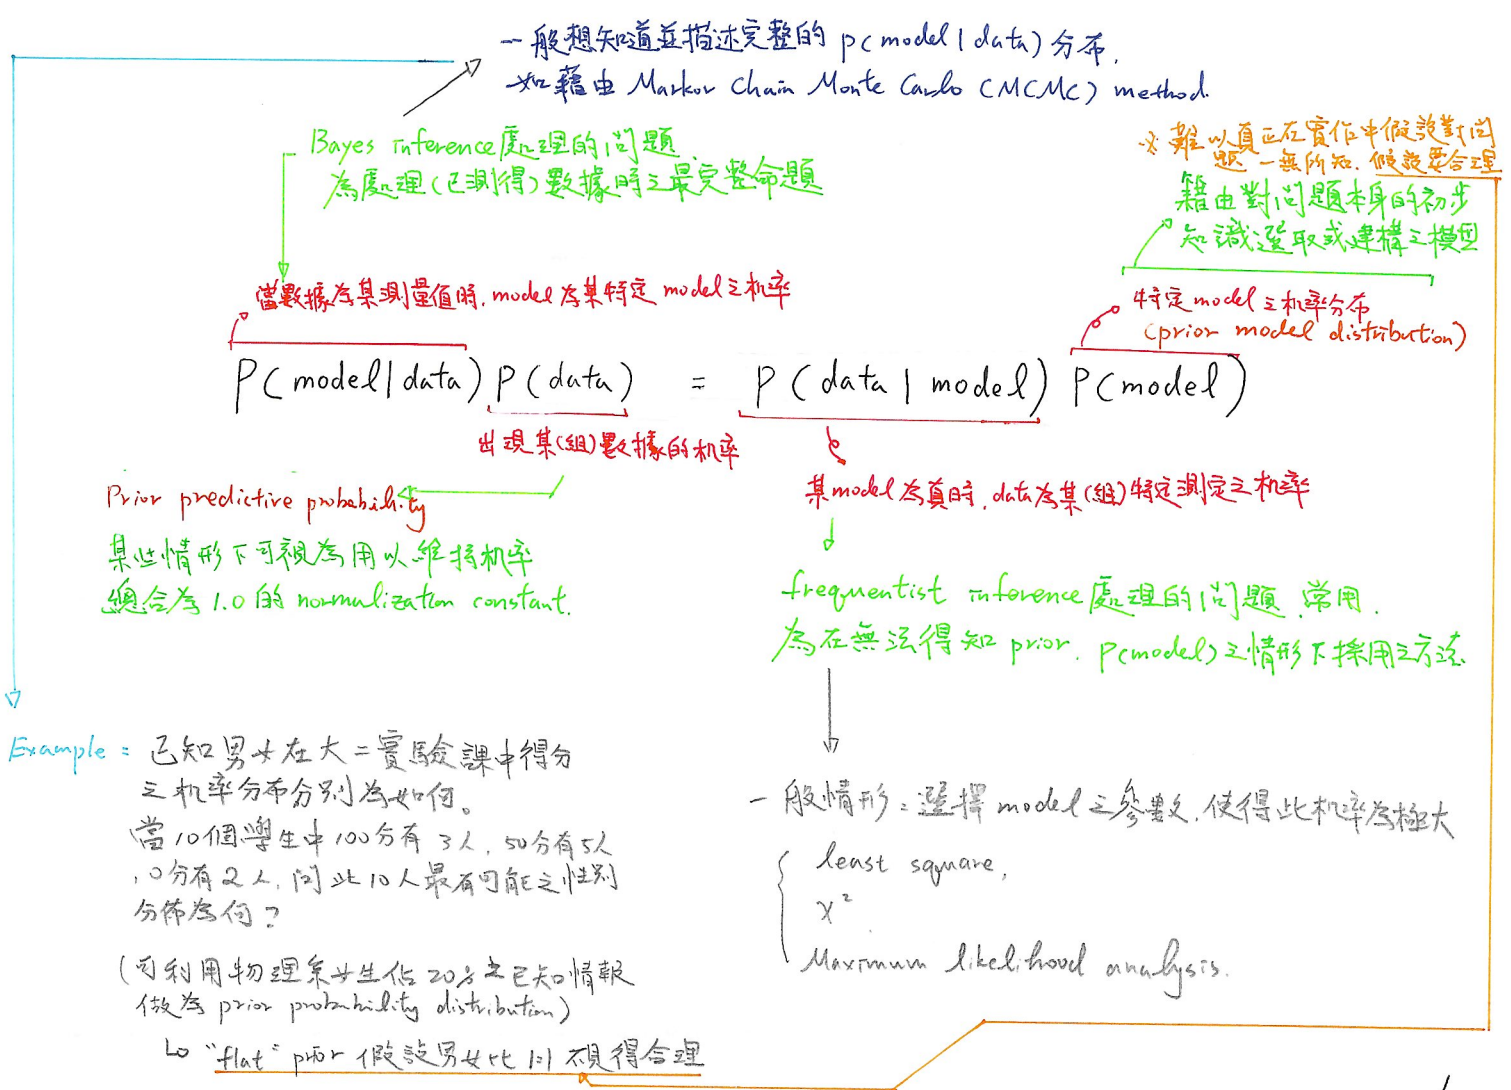 一般想知道並描述完整的 p(model | data) 分布,
如藉由 Markov Chain Monte Carlo (MCMC) method.
Bayes inference 處理的问題
為處理(已測得)數據時之最完整命題
※ 難以真正在實作中假設對问
題一無所知. 假設要合理
藉由對问題本身的初步
知識選取或建構之模型
當數據為某測量值時, model 為某特定 model 之机率
特定 model 之机率分布
(prior model distribution)
P(model | data) P(data) = P(data | model) P(model)
出現某(組)數據的机率
Prior predictive probability
某model為真時, data為某(組)特定測定之机率
某些情形下可視為用以維持机率
總合為 1.0 的 normalization constant.
frequentist inference 處理的问題, 常用.
為在無法得知 prior, P(model) 之情形下採用之方法
Example: 已知男女在大二實驗課中得分
之机率分布分別為如何。
當10個學生中100分有3人, 50分有5人
, 0分有2人, 问此10人最有可能之性別
分佈為何?
(可利用物理系女生佔20%之已知情報
做為 prior probability distribution)
↳ "flat" prior 假設男女比 1:1 不見得合理
一般情形: 選擇 model 之參數, 使得此机率為極大
least square,
χ²
Maximum likelihood analysis.